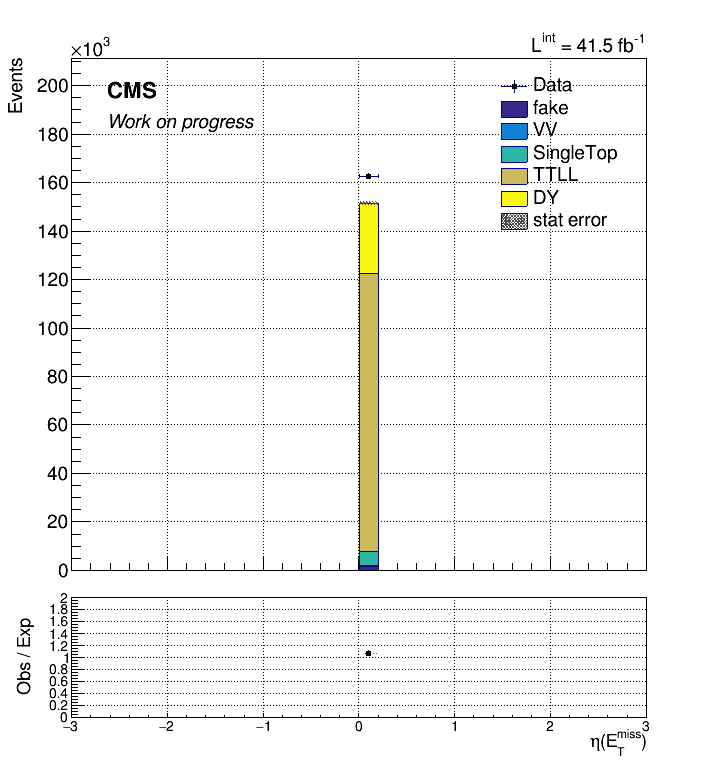 ×10³
L^int = 41.5 fb⁻¹
Events
CMS
Work on progress
Data
fake
VV
SingleTop
TTLL
DY
stat error
200
180
160
140
120
100
80
60
40
20
0
Obs / Exp
2
1.8
1.6
1.4
1.2
1
0.8
0.6
0.4
0.2
0
−3 −2 −1 0 1 2 3
η(E_T^miss)